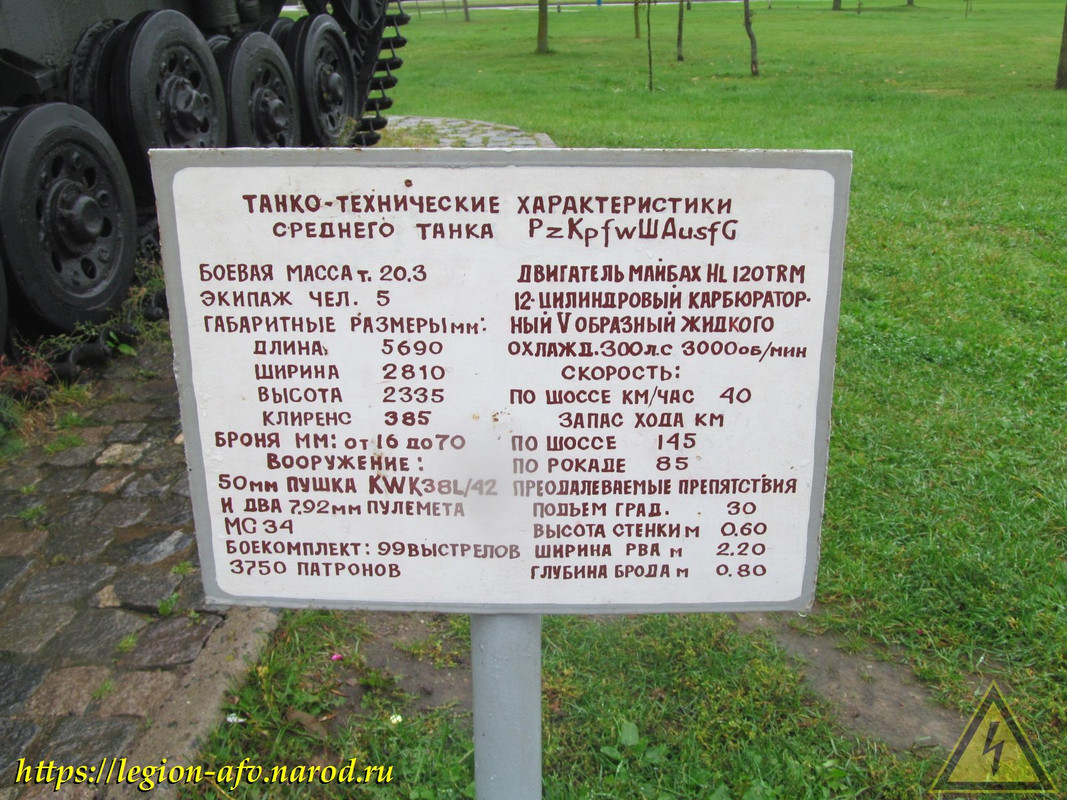 ТАНКО-ТЕХНИЧЕСКИЕ ХАРАКТЕРИСТИКИ
СРЕДНЕГО ТАНКА PzKpfwШAusfG
БОЕВАЯ МАССА т. 20.3
ЭКИПАЖ ЧЕЛ. 5
ГАБАРИТНЫЕ РАЗМЕРЫ мм:
ДЛИНА 5690
ШИРИНА 2810
ВЫСОТА 2335
КЛИРЕНС 385
БРОНЯ ММ: от 16 до 70
ВООРУЖЕНИЕ:
50мм ПУШКА KWK38L/42
И ДВА 7,92мм ПУЛЕМЕТА
МG 34
БОЕКОМПЛЕКТ: 99 ВЫСТРЕЛОВ
3750 ПАТРОНОВ
ДВИГАТЕЛЬ МАЙБАХ HL 120TRM
12-ЦИЛИНДРОВЫЙ КАРБЮРАТОР-
НЫЙ V ОБРАЗНЫЙ ЖИДКОГО
ОХЛАЖД. 300 л.с 3000 об/мин
СКОРОСТЬ:
ПО ШОССЕ КМ/ЧАС 40
ЗАПАС ХОДА КМ
ПО ШОССЕ 145
ПО РОКАДЕ 85
ПРЕОДАЛЕВАЕМЫЕ ПРЕПЯТСТВИЯ
ПОДЬЕМ ГРАД. 30
ВЫСОТА СТЕНКИ м 0.60
ШИРИНА РВА м 2.20
ГЛУБИНА БРОДА м 0.80
https://legion-afv.narod.ru